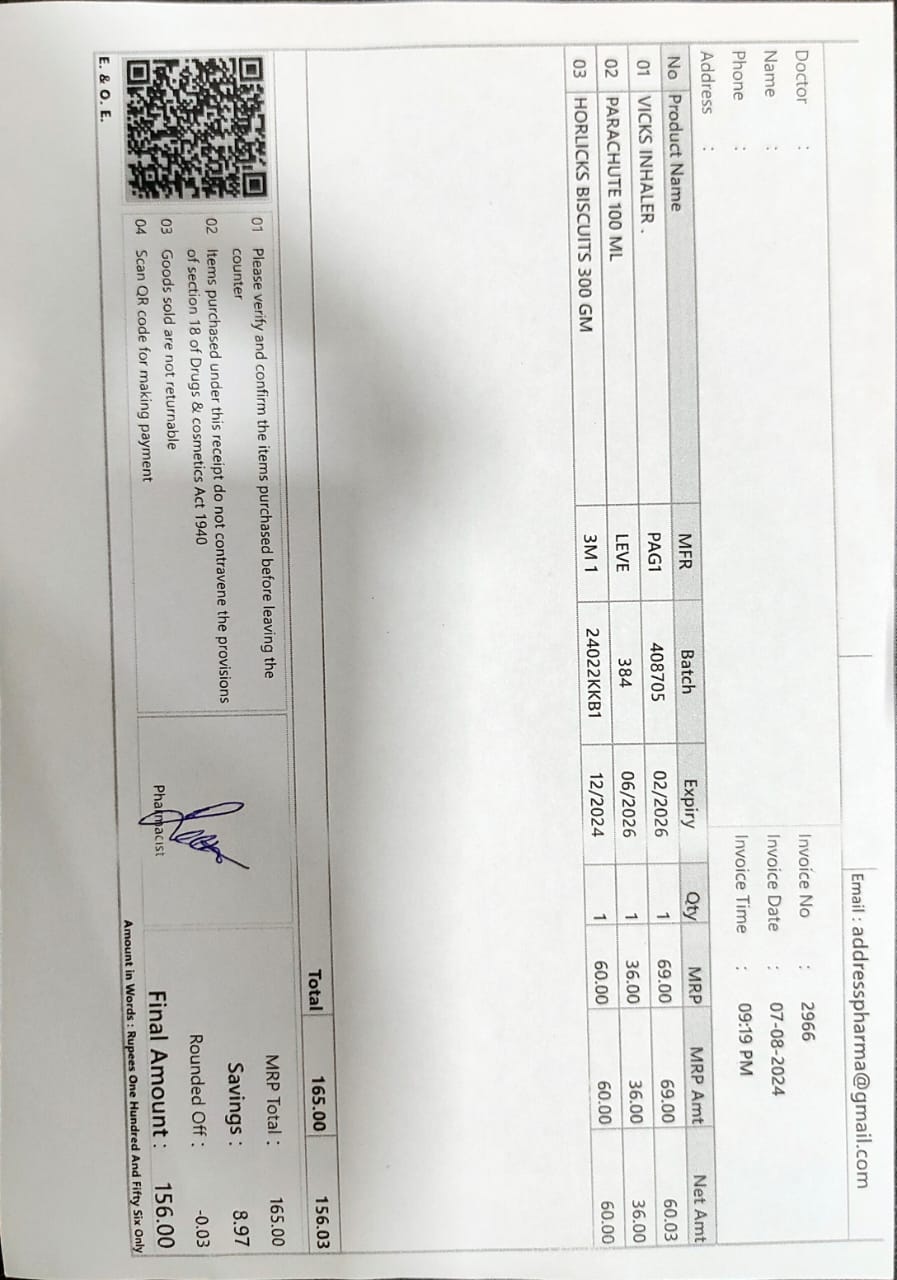 Email : addresspharma@gmail.com
Doctor :
Name :
Phone :
Address :
Invoice No : 2966
Invoice Date : 07-08-2024
Invoice Time : 09:19 PM
No Product Name MFR Batch Expiry Qty MRP MRP Amt Net Amt
01 VICKS INHALER . PAG1 408705 02/2026 1 69.00 69.00 60.03
02 PARACHUTE 100 ML LEVE 384 06/2026 1 36.00 36.00 36.00
03 HORLICKS BISCUITS 300 GM 3M 1 24022KKB1 12/2024 1 60.00 60.00 60.00
Total 165.00 156.03
01 Please verify and confirm the items purchased before leaving the
counter
02 Items purchased under this receipt do not contravene the provisions
of section 18 of Drugs & cosmetics Act 1940
03 Goods sold are not returnable
04 Scan QR code for making payment
Pharmacist
MRP Total : 165.00
Savings : 8.97
Rounded Off : -0.03
Final Amount : 156.00
Amount in Words : Rupees One Hundred And Fifty Six Only
E. & O. E.